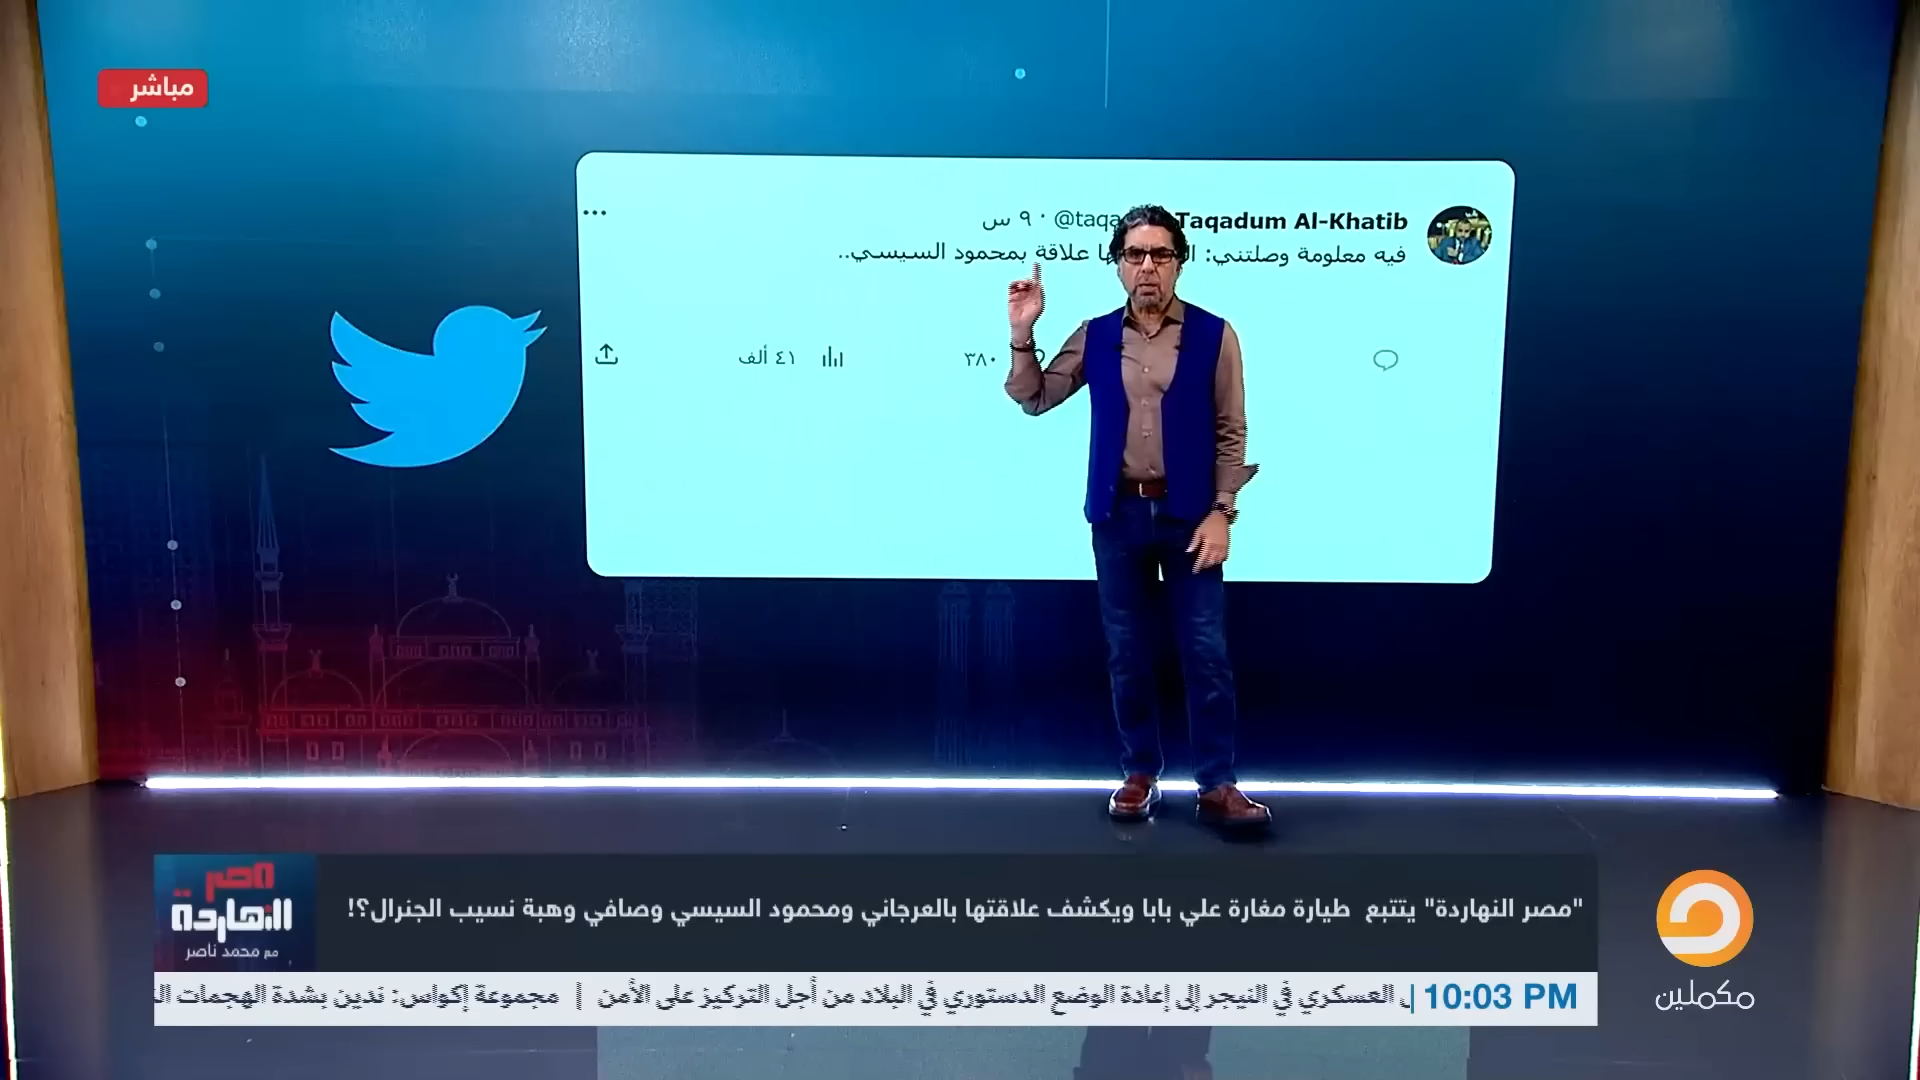 مباشر
Taqadum Al-Khatib @taqa · ٩ س
فيه معلومة وصلتني: علاقة بمحمود السيسي..
٣٨٠
٤١ ألف
"مصر النهاردة" يتتبع طيارة مغارة علي بابا ويكشف علاقتها بالعرجاني ومحمود السيسي وصافي وهبة نسيب الجنرال؟!
مصر
النهاردة
مع محمد ناصر
10:03 PM
العسكري في النيجر إلى إعادة الوضع الدستوري في البلاد من أجل التركيز على الأمن | مجموعة إكواس: ندين بشدة الهجمات
مكملين